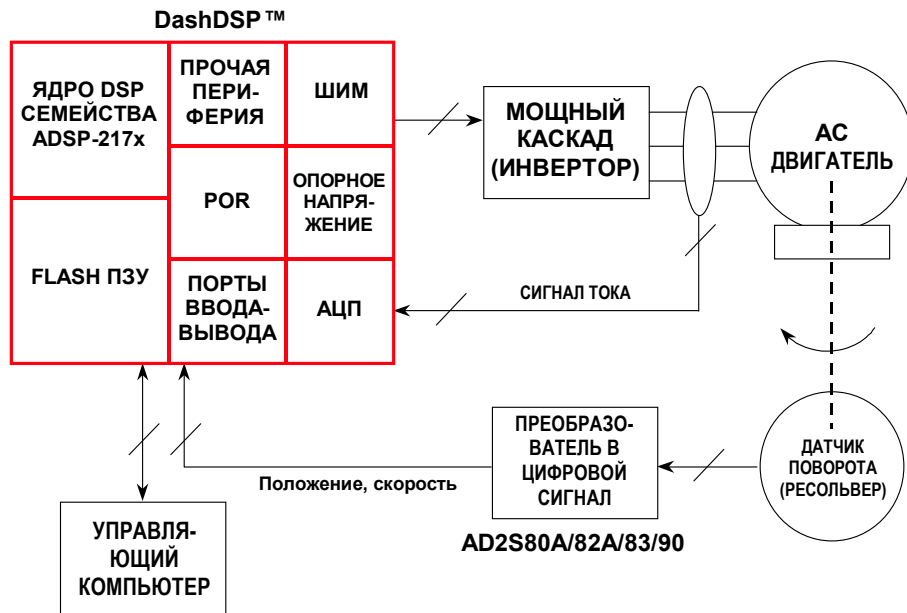 DashDSP™
ЯДРО DSP
СЕМЕЙСТВА
ADSP-217x
ПРОЧАЯ
ПЕРИ-
ФЕРИЯ
ШИМ
POR
ОПОРНОЕ
НАПРЯ-
ЖЕНИЕ
FLASH ПЗУ
ПОРТЫ
ВВОДА-
ВЫВОДА
АЦП
МОЩНЫЙ
КАСКАД
(ИНВЕРТОР)
АС
ДВИГАТЕЛЬ
СИГНАЛ ТОКА
ПРЕОБРАЗО-
ВАТЕЛЬ В
ЦИФРОВОЙ
СИГНАЛ
AD2S80A/82A/83/90
ДАТЧИК
ПОВОРОТА
(РЕСОЛЬВЕР)
Положение, скорость
УПРАВЛЯ-
ЮЩИЙ
КОМПЬЮТЕР